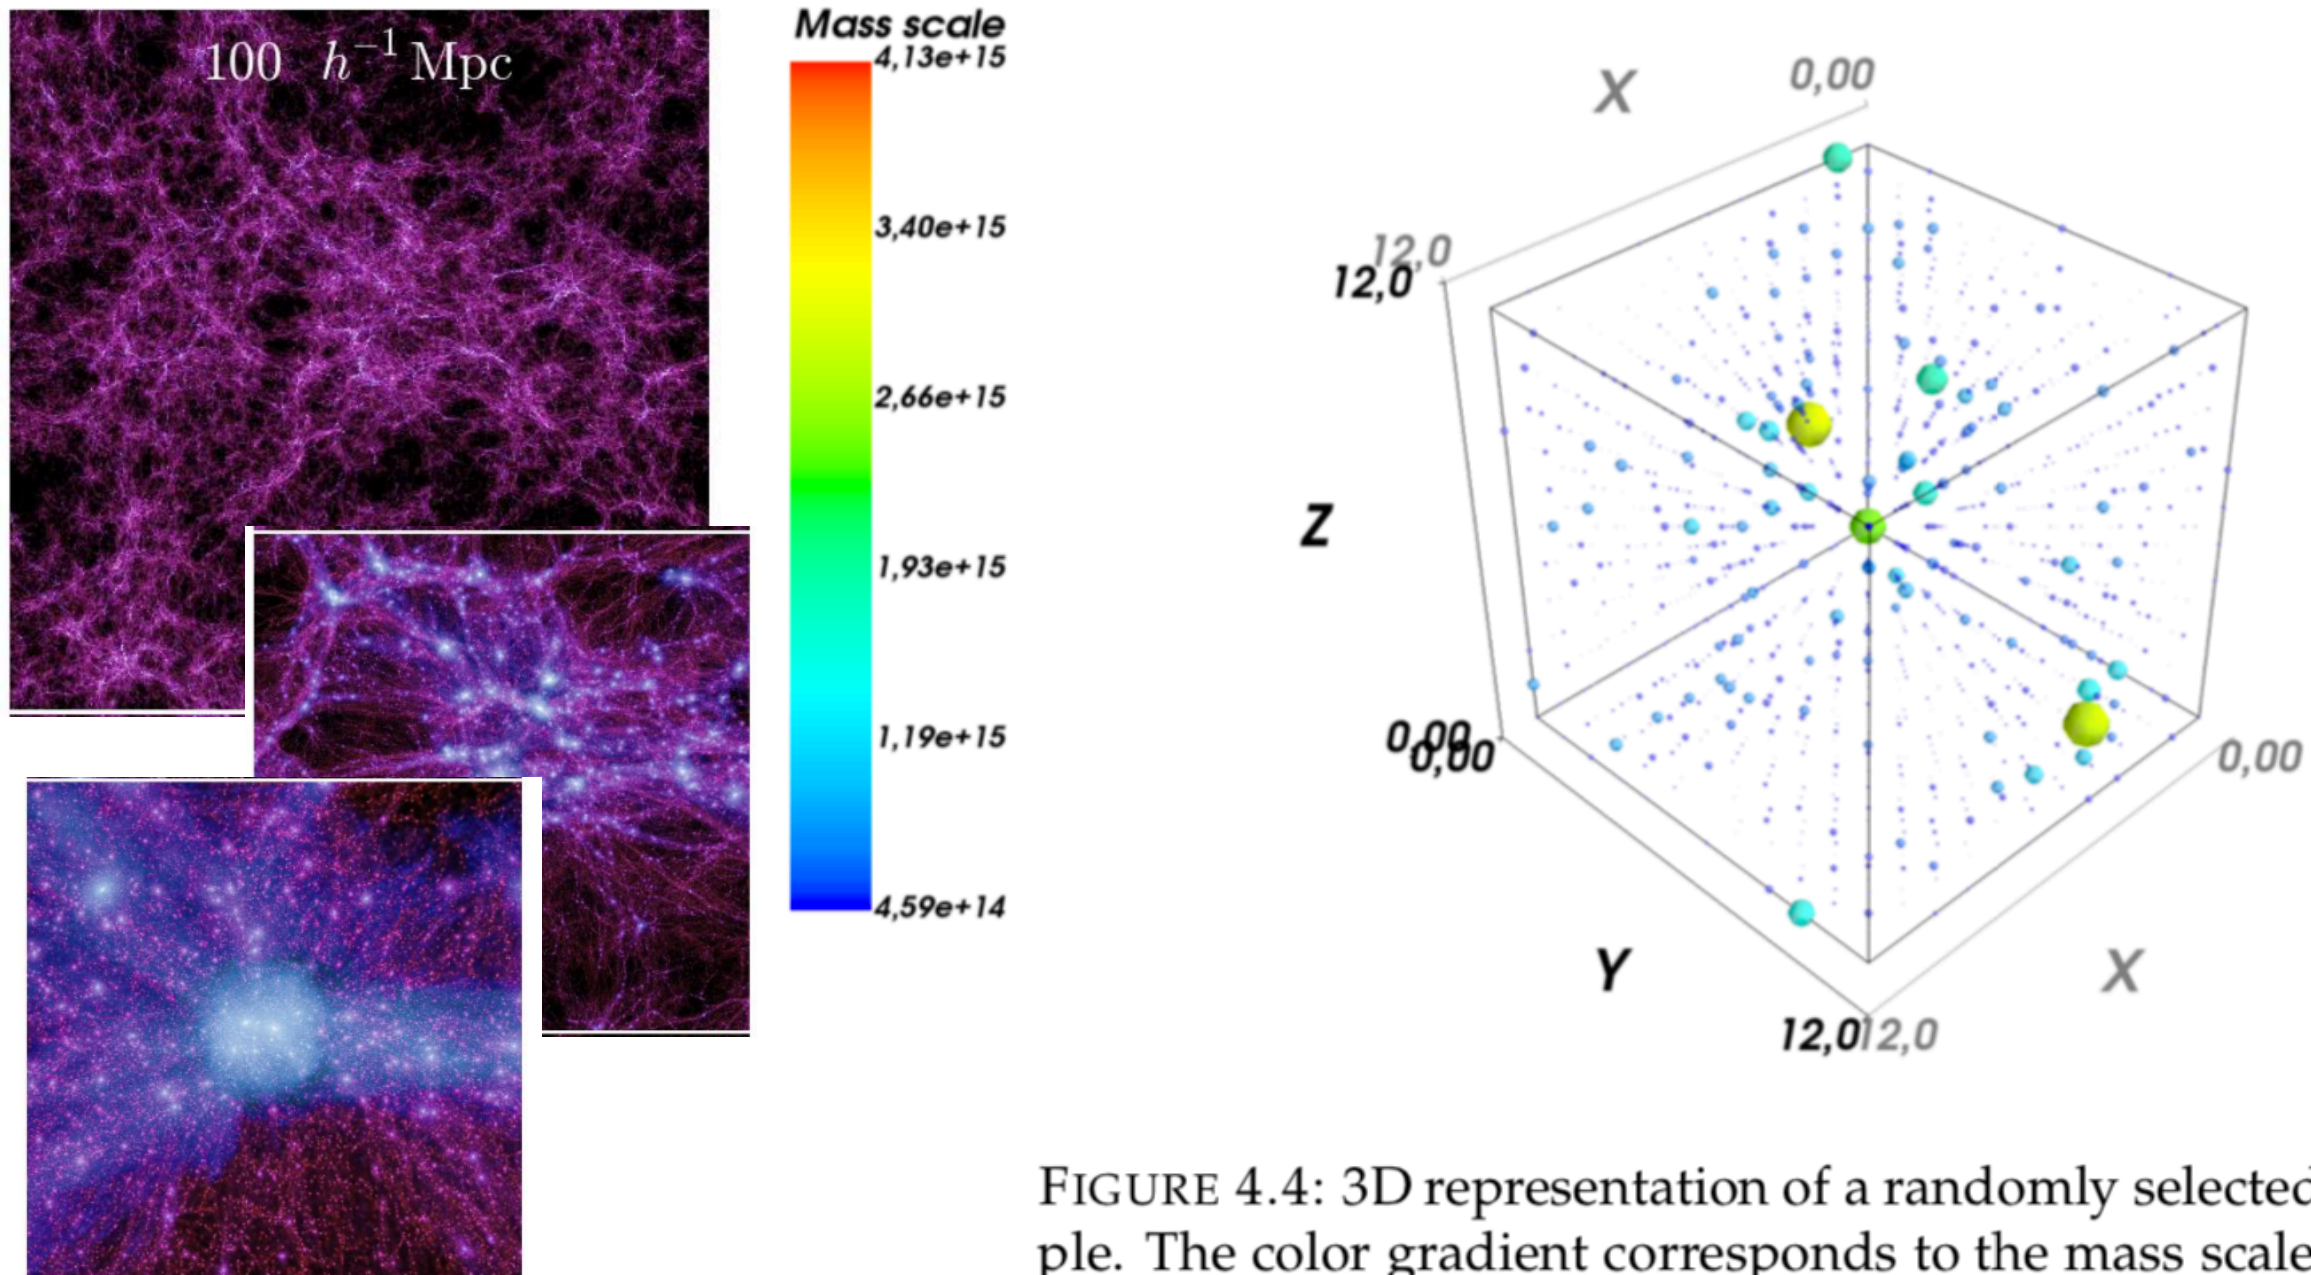 100 h⁻¹ Mpc
Mass scale
4,13e+15
3,40e+15
2,66e+15
1,93e+15
1,19e+15
4,59e+14
X
0,00
12,0
12,0
Z
0,00
0,00
0,00
Y
X
12,0
12,0
FIGURE 4.4: 3D representation of a randomly selected
ple. The color gradient corresponds to the mass scale